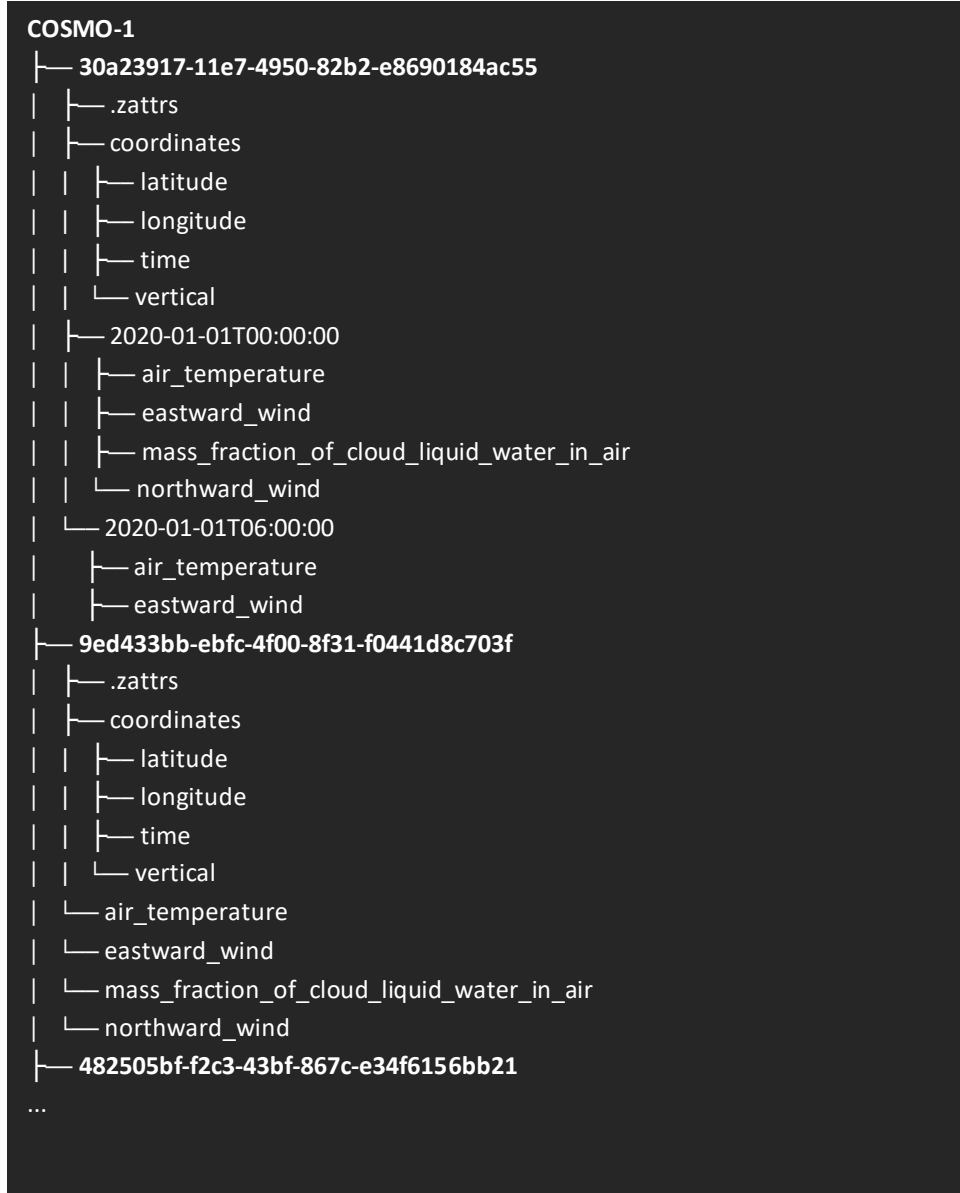 COSMO-1
├── 30a23917-11e7-4950-82b2-e8690184ac55
│   ├── .zattrs
│   ├── coordinates
│   |   ├── latitude
│   |   ├── longitude
│   |   ├── time
│   |   └── vertical
│   ├── 2020-01-01T00:00:00
│   |   ├── air_temperature
│   |   ├── eastward_wind
│   |   ├── mass_fraction_of_cloud_liquid_water_in_air
│   |   └── northward_wind
│   └── 2020-01-01T06:00:00
│       ├── air_temperature
│       ├── eastward_wind
├── 9ed433bb-ebfc-4f00-8f31-f0441d8c703f
│   ├── .zattrs
│   ├── coordinates
│   |   ├── latitude
│   |   ├── longitude
│   |   ├── time
│   |   └── vertical
│   └── air_temperature
│   └── eastward_wind
│   └── mass_fraction_of_cloud_liquid_water_in_air
│   └── northward_wind
├── 482505bf-f2c3-43bf-867c-e34f6156bb21
...